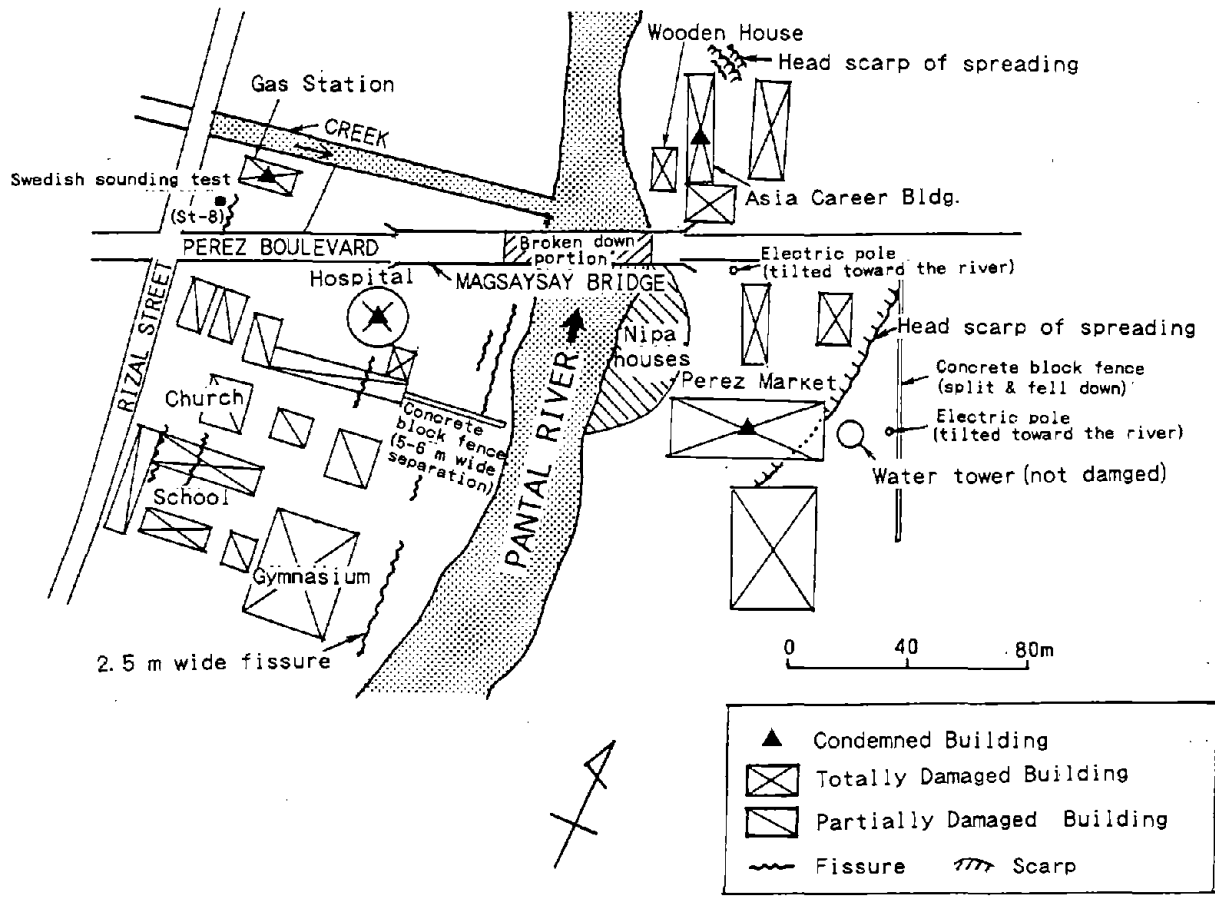 Wooden House
Head scarp of spreading
Gas Station
CREEK
Swedish sounding test
(St-8)
Asia Career Bldg.
PEREZ BOULEVARD
Broken down
portion
Electric pole
(tilted toward the river)
Hospital
MAGSAYSAY BRIDGE
RIZAL STREET
Nipa
houses
Head scarp of spreading
PANTAL RIVER
Perez Market
Concrete block fence
(split & fell down)
Church
Concrete
block fence
(5-6 m wide
separation)
Electric pole
(tilted toward the river)
Water tower (not damged)
School
Gymnasium
2.5 m wide fissure
0 40 80m
Condemned Building
Totally Damaged Building
Partially Damaged Building
Fissure Scarp